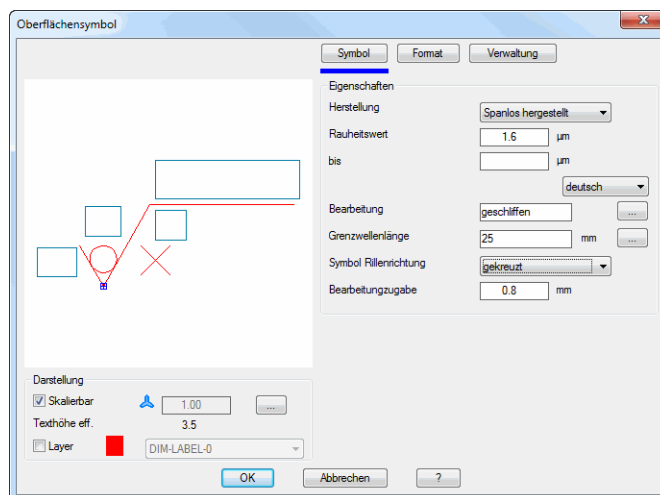 Oberflächensymbol
Symbol Format Verwaltung
Eigenschaften
Herstellung Spanlos hergestellt
Rauheitswert 1.6 µm
bis µm
deutsch
Bearbeitung geschliffen ...
Grenzwellenlänge 25 mm ...
Symbol Rillenrichtung gekreuzt
Bearbeitungzugabe 0.8 mm
Darstellung
Skalierbar 1.00 ...
Texthöhe eff. 3.5
Layer DIM-LABEL-0
OK Abbrechen ?